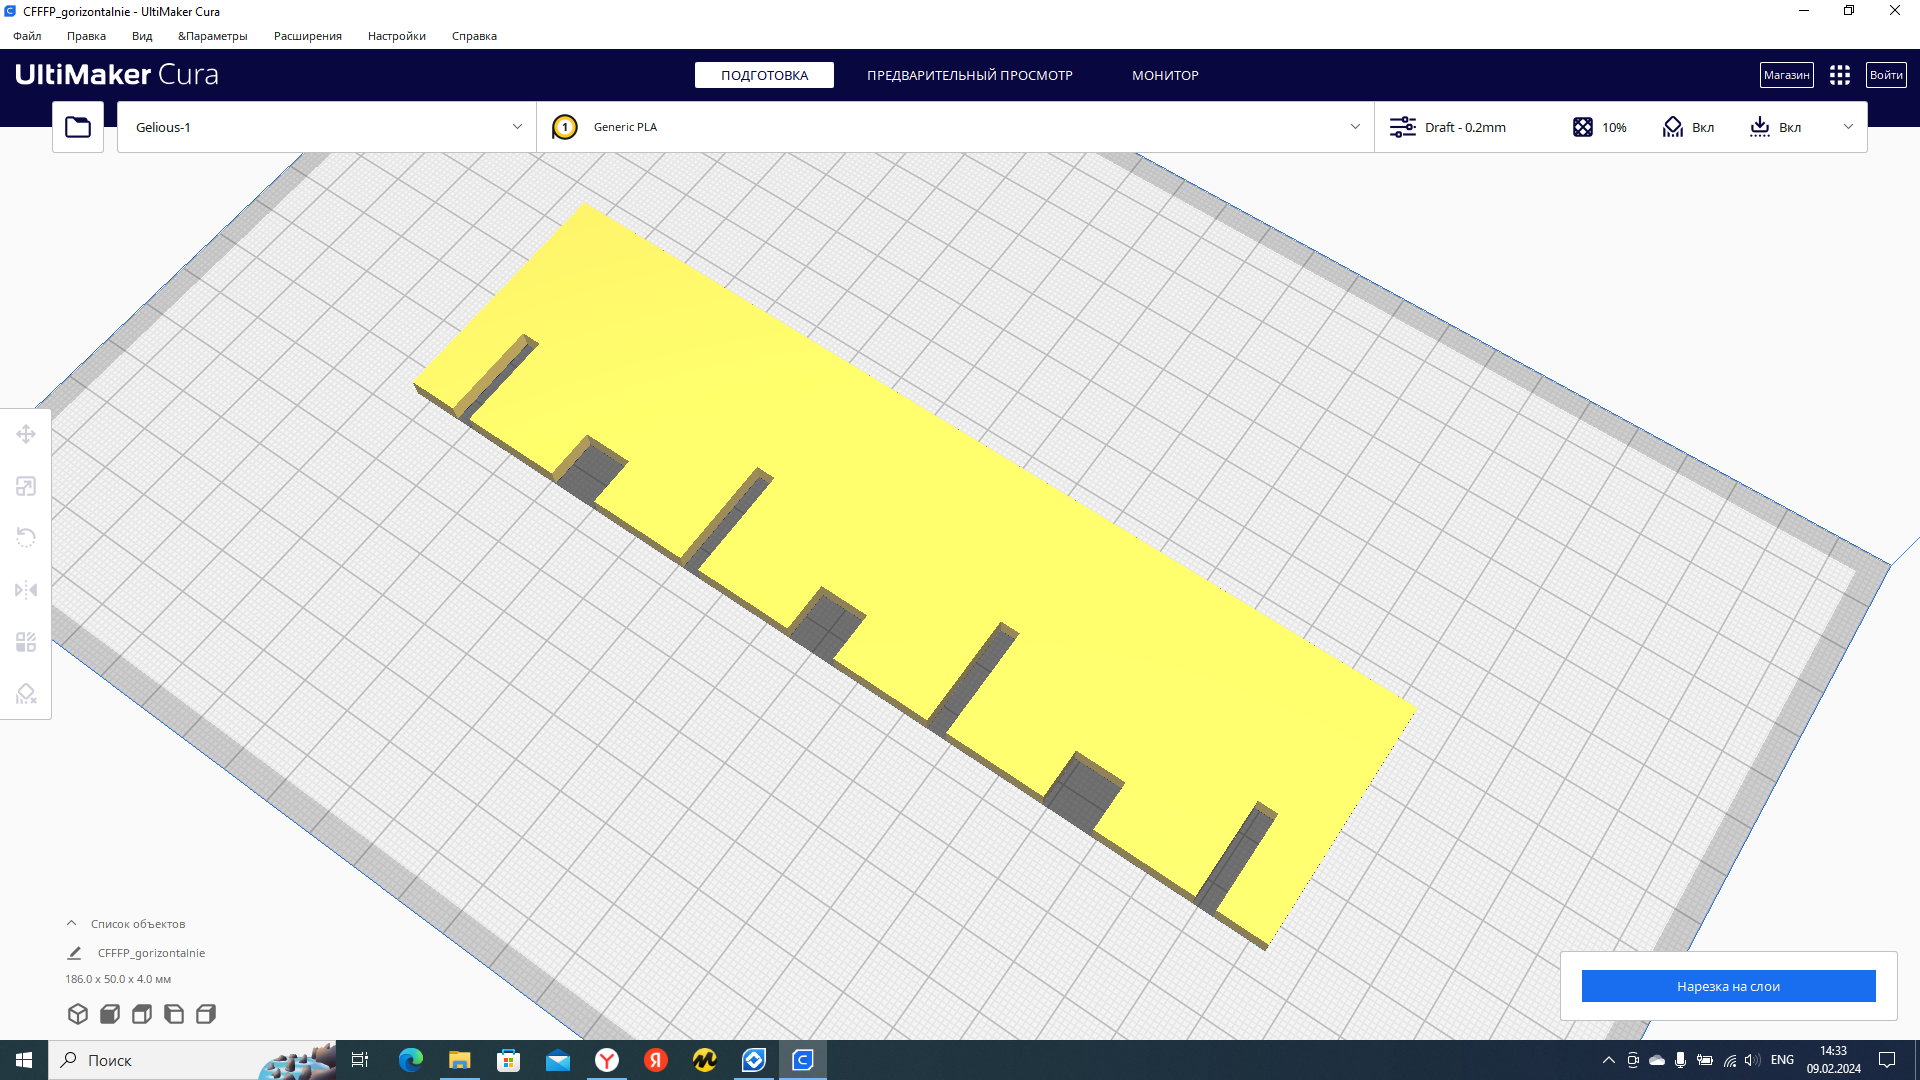 CFFFP_gorizontalnie - UltiMaker Cura
Файл Правка Вид &Параметры Расширения Настройки Справка
UltiMaker Cura
ПОДГОТОВКА ПРЕДВАРИТЕЛЬНЫЙ ПРОСМОТР МОНИТОР
Магазин Войти
Gelious-1 1 Generic PLA Draft - 0.2mm 10% Вкл Вкл
Список объектов
CFFFP_gorizontalnie
186.0 x 50.0 x 4.0 мм
Нарезка на слои
Поиск
ENG
14:33
09.02.2024